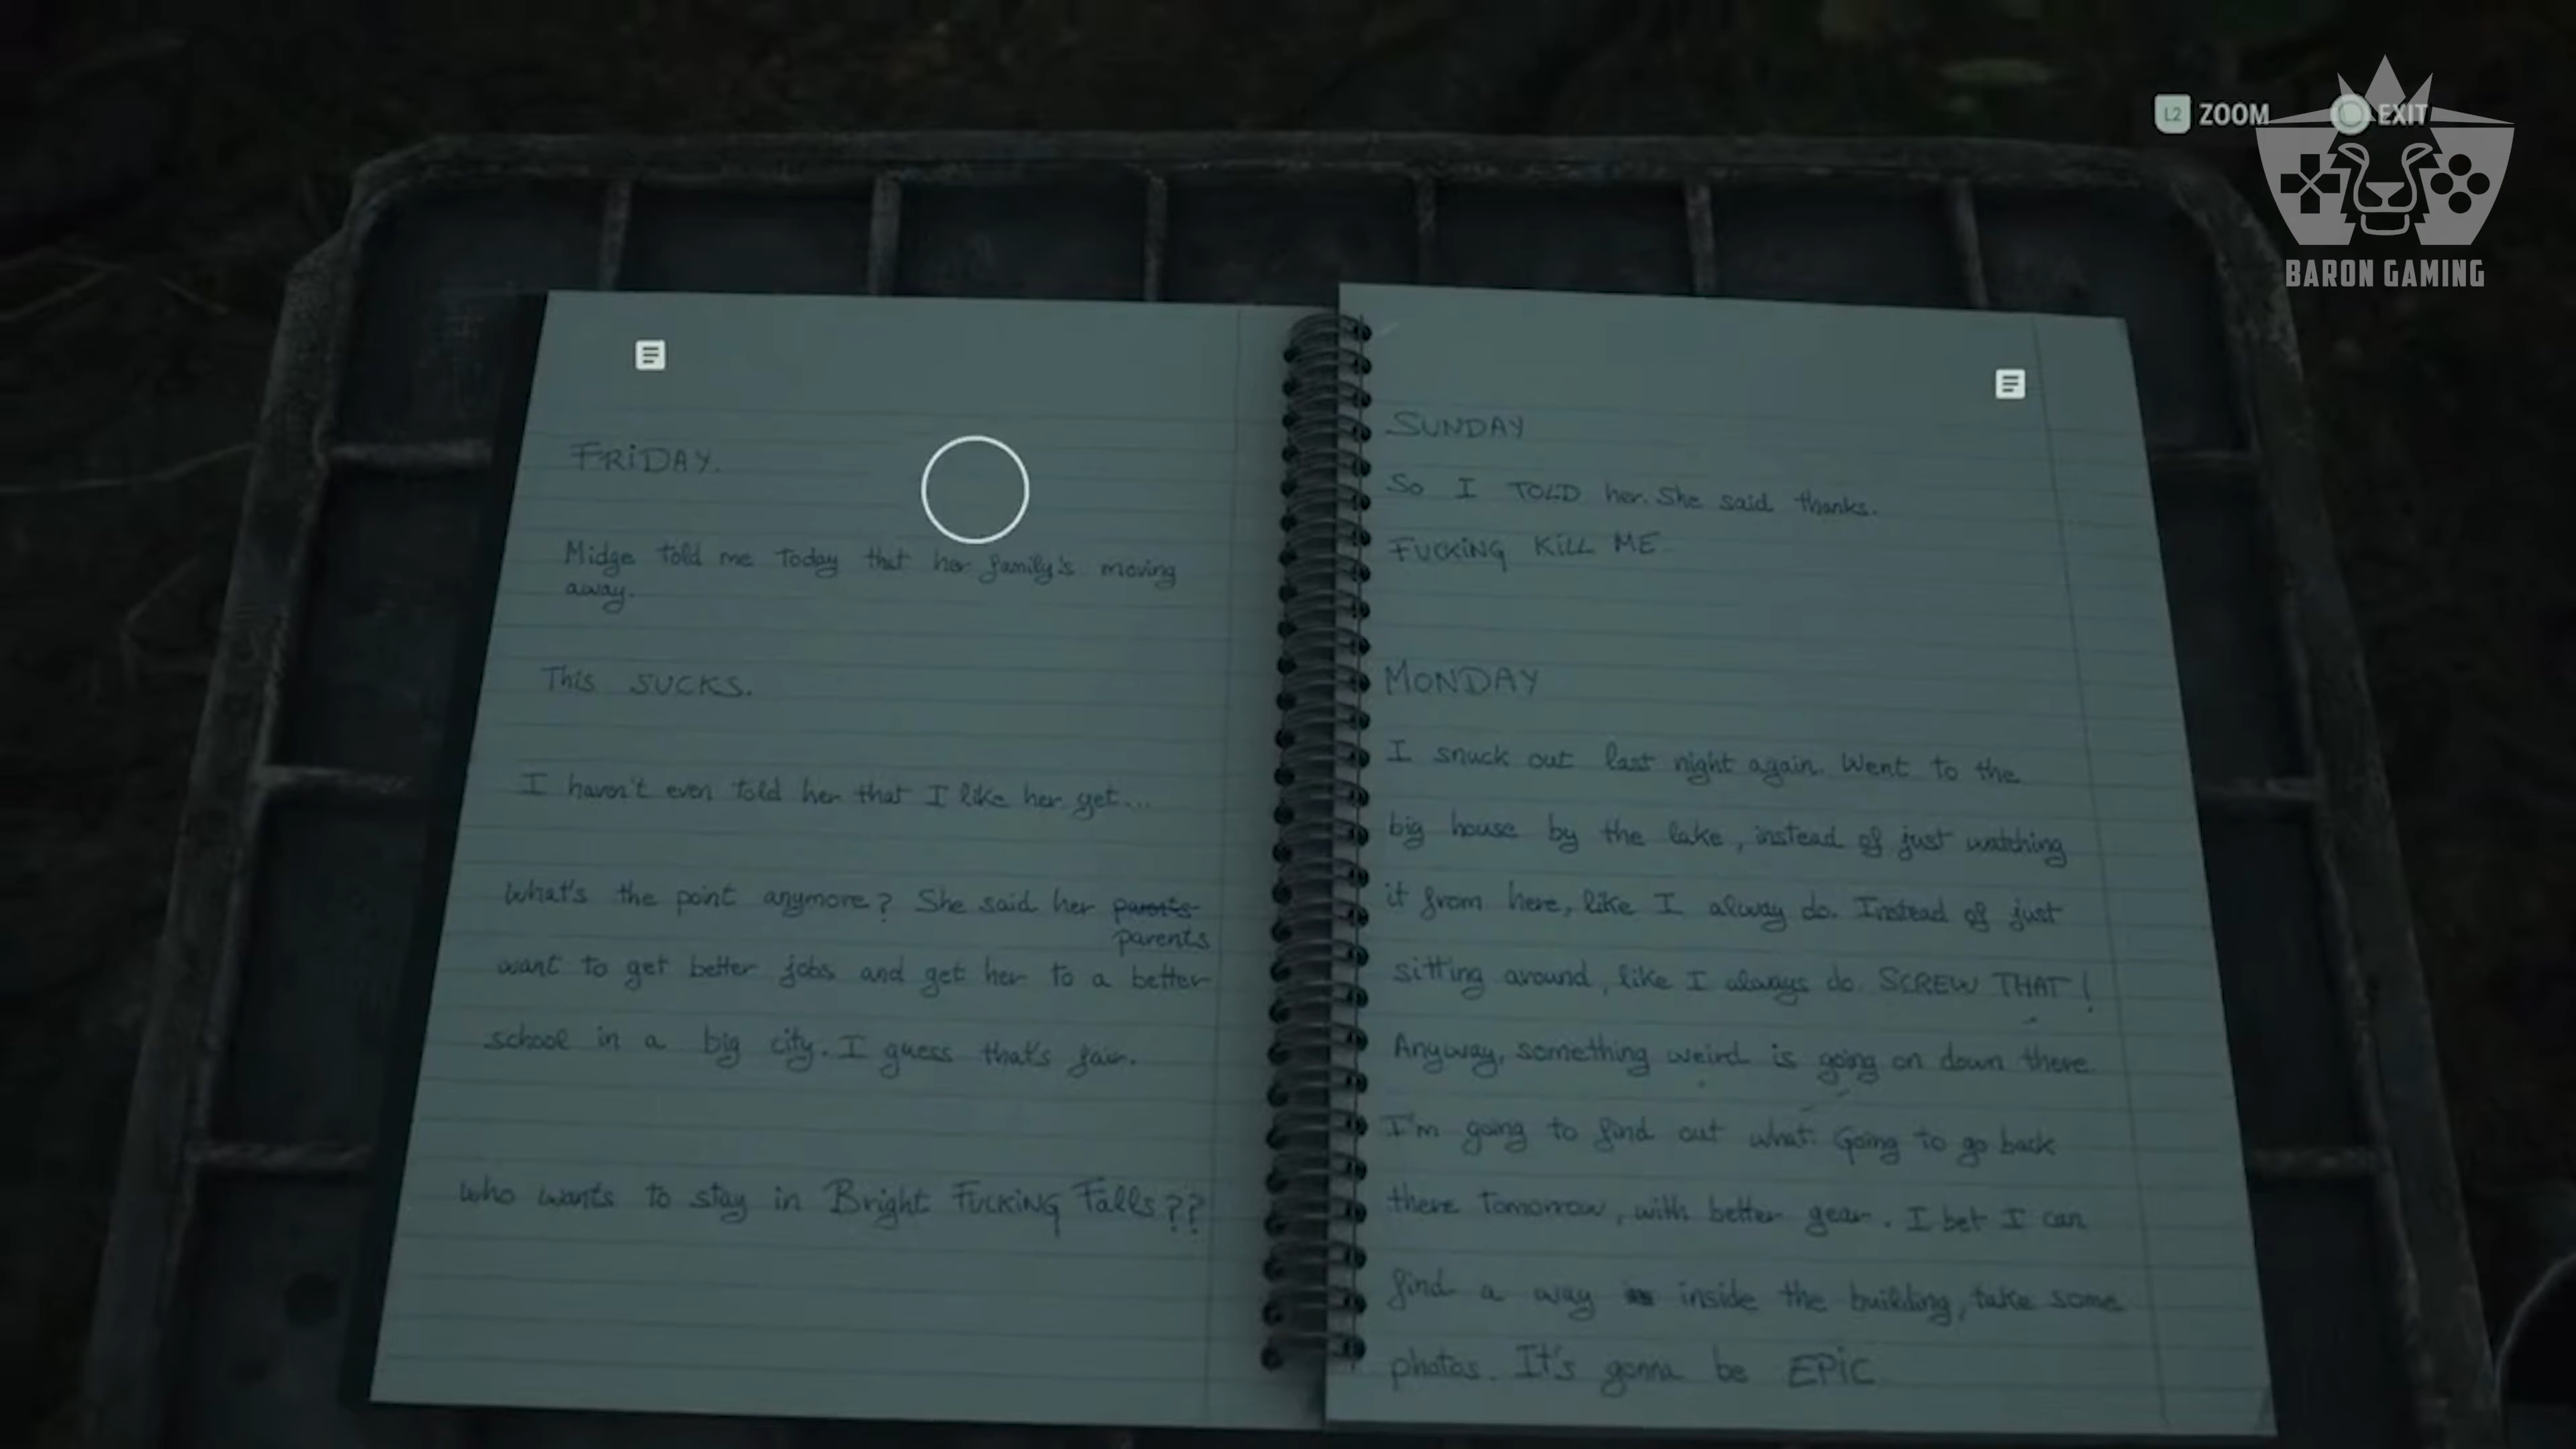 L2 ZOOM
EXIT
BARON GAMING
FRiDAY.
Midge told me today that her family's moving
away.
This SUCKS.
I haven't even told her that I like her yet...
What's the point anymore? She said her parents
parents
want to get better jobs and get her to a better
school in a big city. I guess that's fair.
who wants to stay in Bright FUCKiNG Falls??
SUNDAY
So I TOLD her. She said thanks.
FUCKiNG KiLL ME
MONDAY
I snuck out last night again. Went to the
big house by the lake, instead of just watching
it from here, like I alway do. Instead of just
sitting around, like I always do. SCREW THAT!
Anyway, something weird is going on down there
I'm going to find out what. Going to go back
there tomorrow, with better gear. I bet I can
find a way inside the building, take some
photos. It's gonna be EPiC